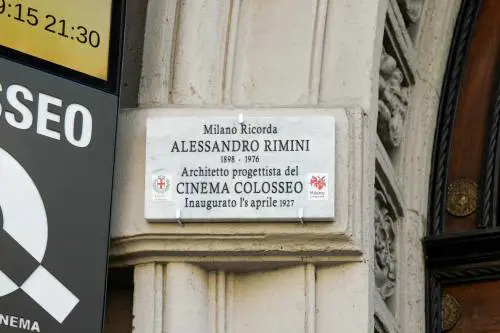 9:15 21:30
SSEO
NEMA
Milano Ricorda
ALESSANDRO RIMINI
1898 - 1976
Architetto progettista del
CINEMA COLOSSEO
Inaugurato l's aprile 1927